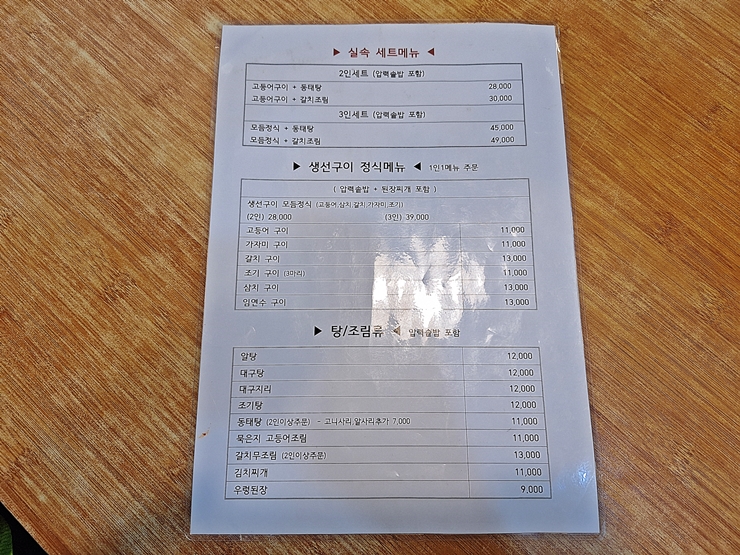 ▶ 실속 세트메뉴 ◀
2인세트 (압력솥밥 포함)
고등어구이 + 동태탕 28,000
고등어구이 + 갈치조림 30,000
3인세트 (압력솥밥 포함)
모듬정식 + 동태탕 45,000
모듬정식 + 갈치조림 49,000
▶ 생선구이 정식메뉴 ◀ 1인1메뉴 주문
( 압력솥밥 + 된장찌개 포함 )
생선구이 모듬정식 (고등어,삼치,갈치,가자미,조기)
(2인) 28,000 (3인) 39,000
고등어 구이 11,000
가자미 구이 11,000
갈치 구이 13,000
조기 구이 (3마리) 11,000
삼치 구이 13,000
임연수 구이 13,000
▶ 탕/조림류 ◀ 압력솥밥 포함
알탕 12,000
대구탕 12,000
대구지리 12,000
조기탕 12,000
동태탕 (2인이상주문) - 고니사리,알사리추가 7,000 11,000
묵은지 고등어조림 11,000
갈치무조림 (2인이상주문) 13,000
김치찌개 11,000
우렁된장 9,000